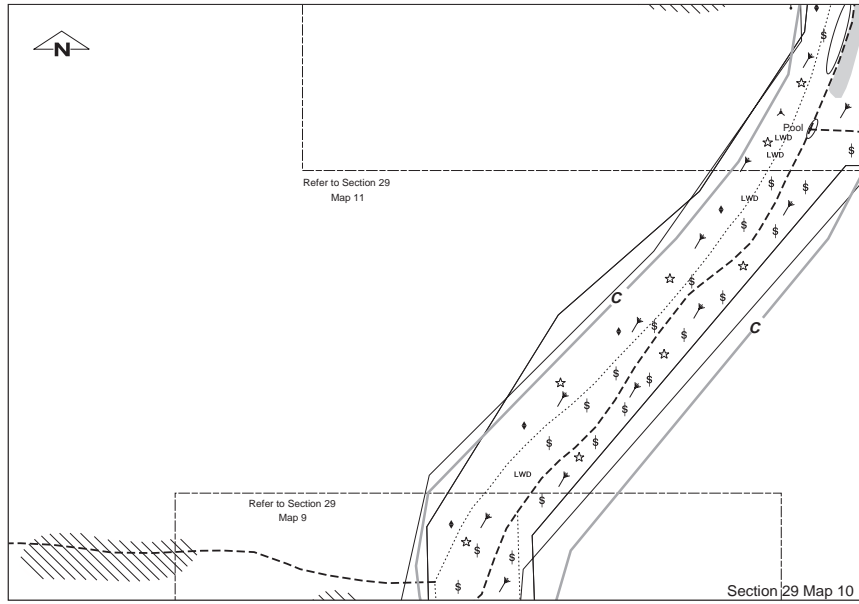 N
Pool
LWD
LWD
Refer to Section 29
Map 11
LWD
C
C
LWD
Refer to Section 29
Map 9
Section 29 Map 10